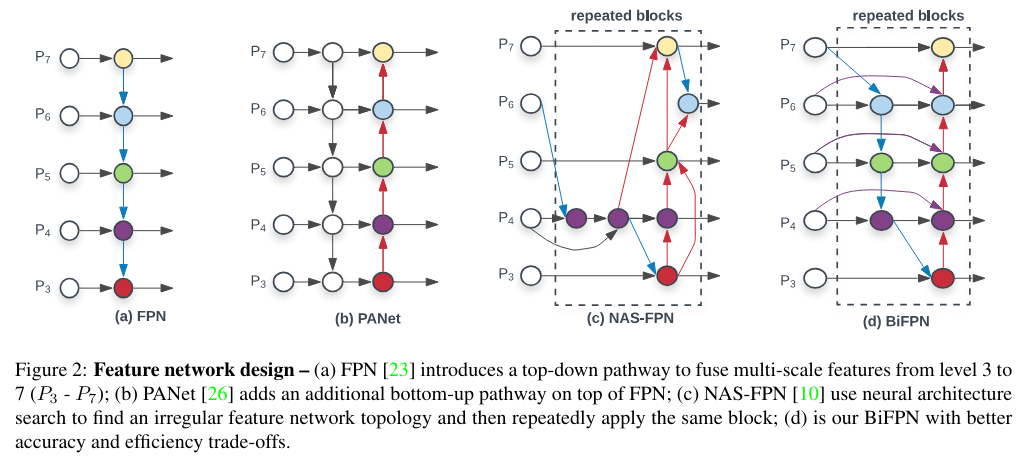 repeated blocks
repeated blocks
P7
P6
P5
P4
P3
(a) FPN
P7
P6
P5
P4
P3
(b) PANet
P7
P6
P5
P4
P3
(c) NAS-FPN
P7
P6
P5
P4
P3
(d) BiFPN
Figure 2: Feature network design – (a) FPN [23] introduces a top-down pathway to fuse multi-scale features from level 3 to
7 (P3 - P7); (b) PANet [26] adds an additional bottom-up pathway on top of FPN; (c) NAS-FPN [10] use neural architecture
search to find an irregular feature network topology and then repeatedly apply the same block; (d) is our BiFPN with better
accuracy and efficiency trade-offs.